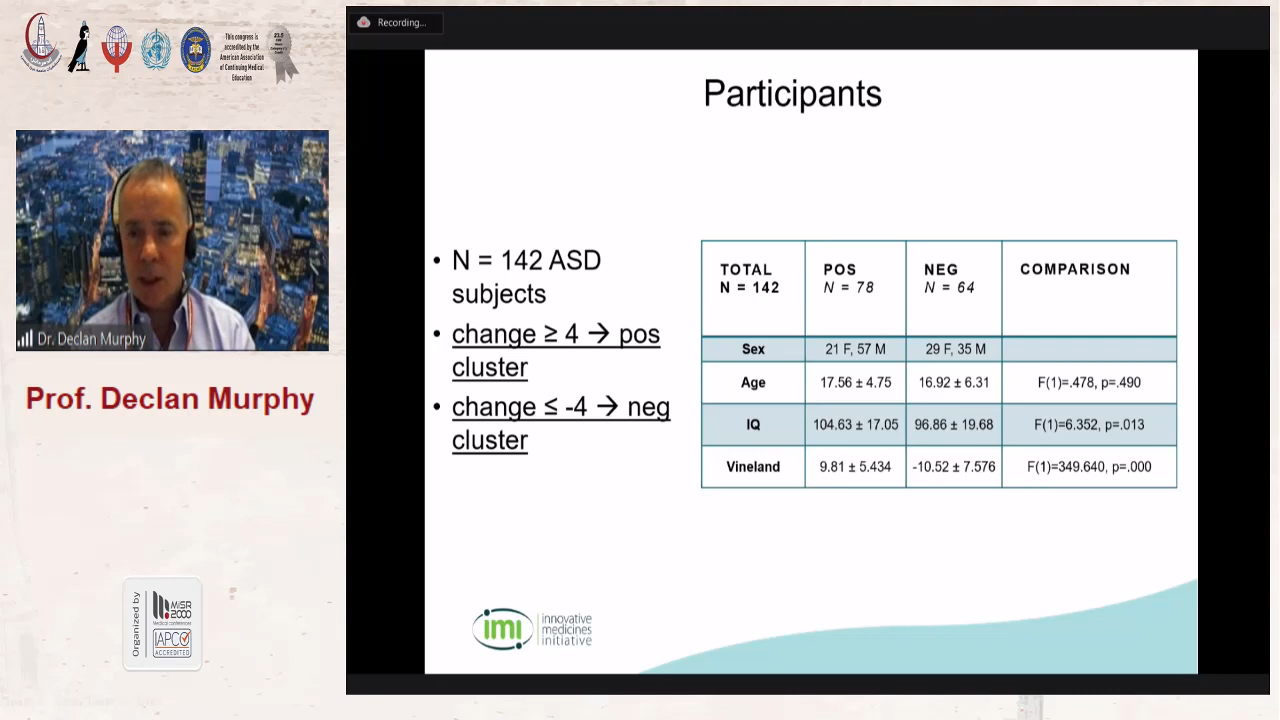 Recording...
This congress is
accredited by the
American Association
of Continuing Medical
Education
Dr. Declan Murphy
Prof. Declan Murphy
Organized by
MISR
2000
Medical conferences
IAPCO
ACCREDITED
Participants
• N = 142 ASD
subjects
• change ≥ 4 → pos
cluster
• change ≤ -4 → neg
cluster
TOTAL POS NEG COMPARISON
N = 142 N = 78 N = 64
Sex 21 F, 57 M 29 F, 35 M
Age 17.56 ± 4.75 16.92 ± 6.31 F(1)=.478, p=.490
IQ 104.63 ± 17.05 96.86 ± 19.68 F(1)=6.352, p=.013
Vineland 9.81 ± 5.434 -10.52 ± 7.576 F(1)=349.640, p=.000
imi innovative
medicines
initiative